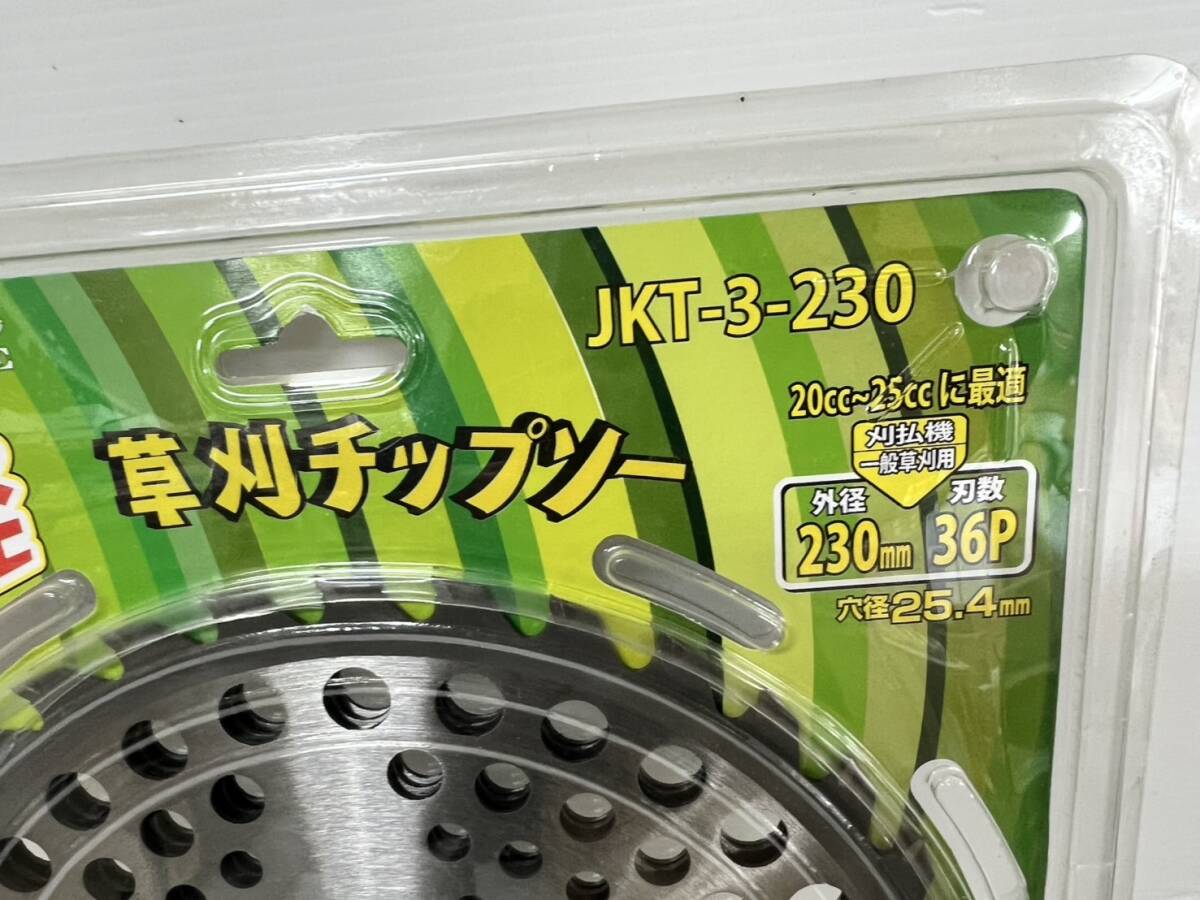 JKT-3-230
草刈チップソー
20cc~25ccに最適
刈払機
一般草刈用
外径 刃数
230mm 36P
穴径25.4mm